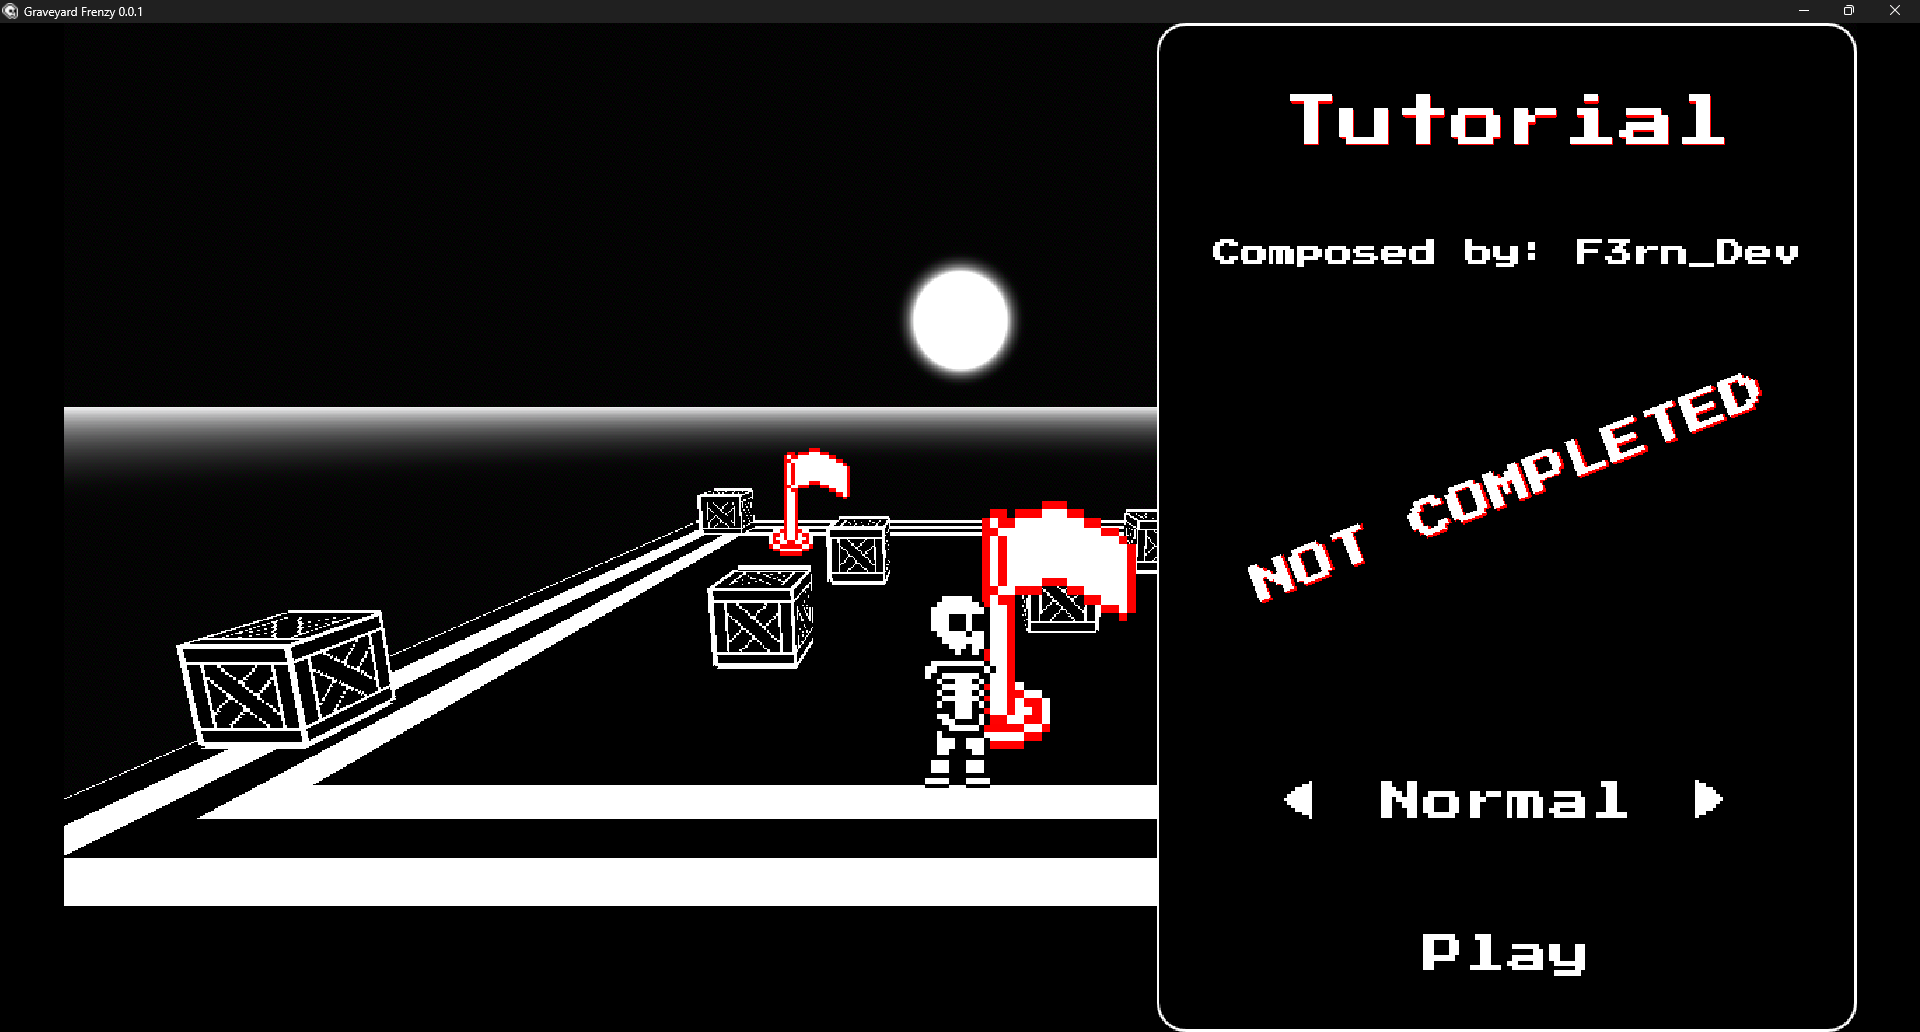 Graveyard Frenzy 0.0.1
Tutorial
Composed by: F3rn_Dev
NOT COMPLETED
Normal
Play